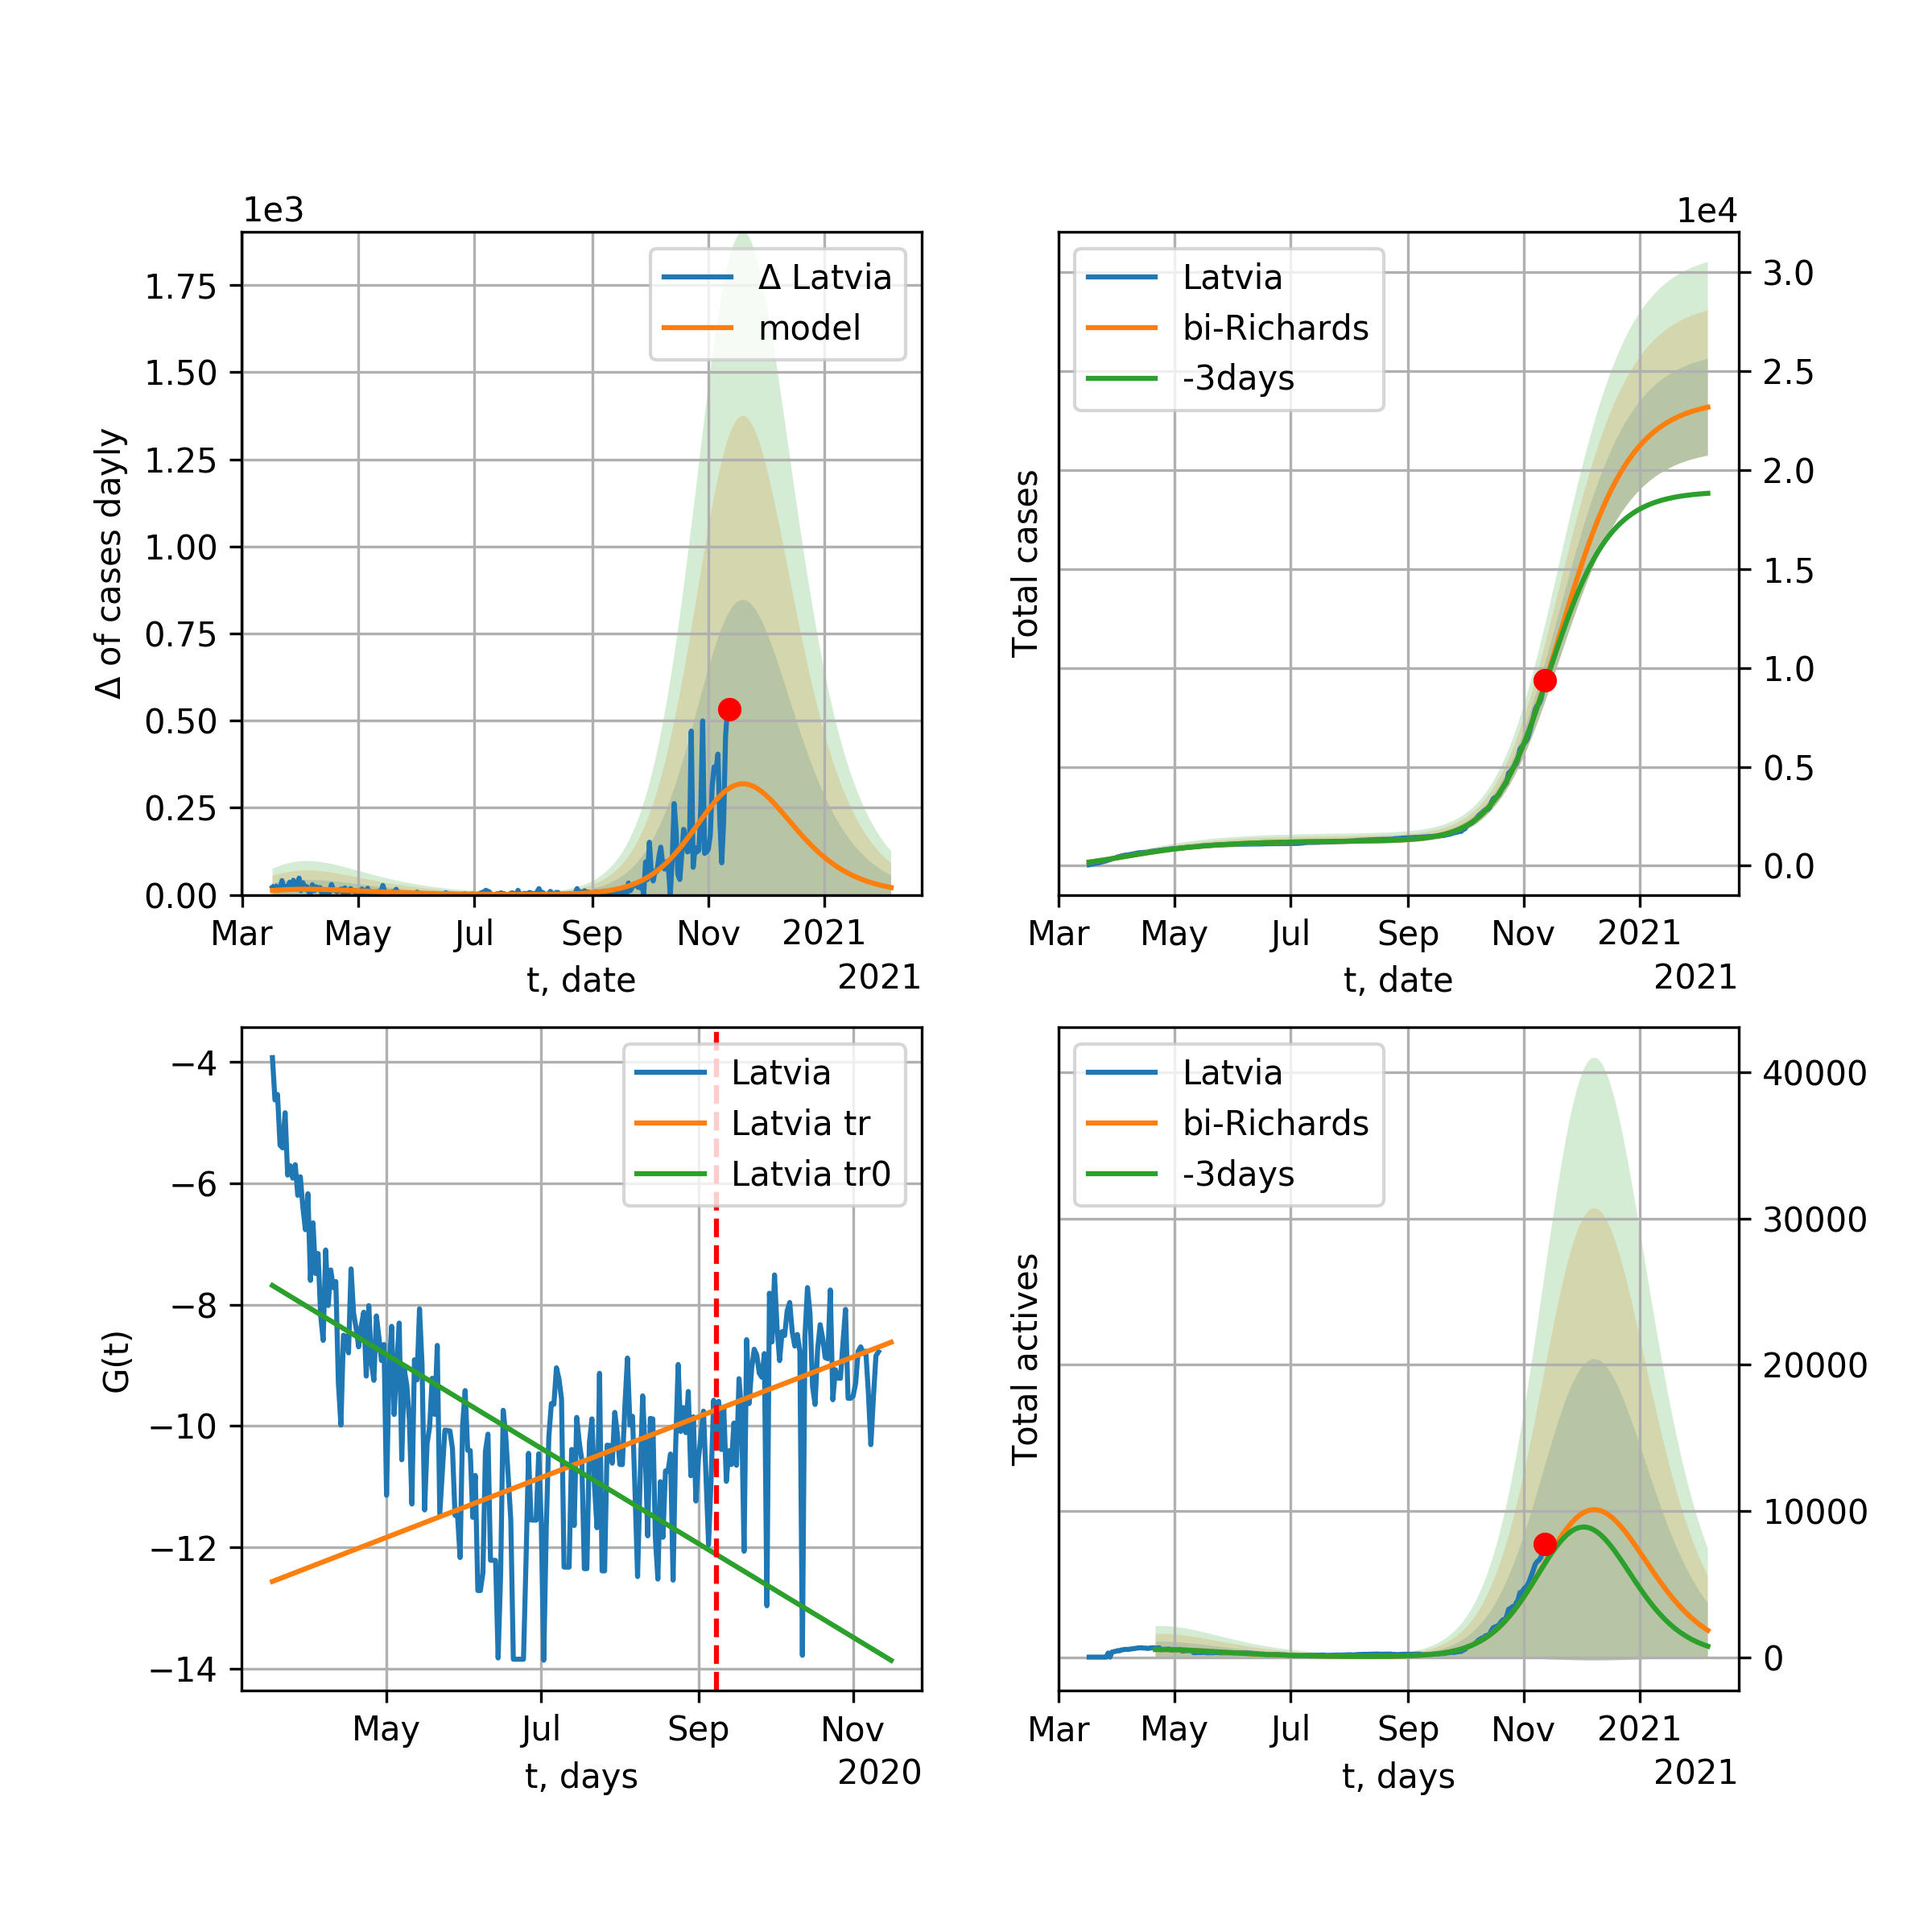 1e3
1.75
1.50
1.25
1.00
0.75
0.50
0.25
0.00
Δ of cases dayly
Δ Latvia
model
Mar May Jul Sep Nov 2021
t, date
2021
1e4
Latvia
bi-Richards
-3days
Total cases
3.0
2.5
2.0
1.5
1.0
0.5
0.0
Mar May Jul Sep Nov 2021
t, date
2021
−4
−6
−8
−10
−12
−14
G(t)
Latvia
Latvia tr
Latvia tr0
May Jul Sep Nov
t, days
2020
Latvia
bi-Richards
-3days
Total actives
40000
30000
20000
10000
0
Mar May Jul Sep Nov 2021
t, days
2021